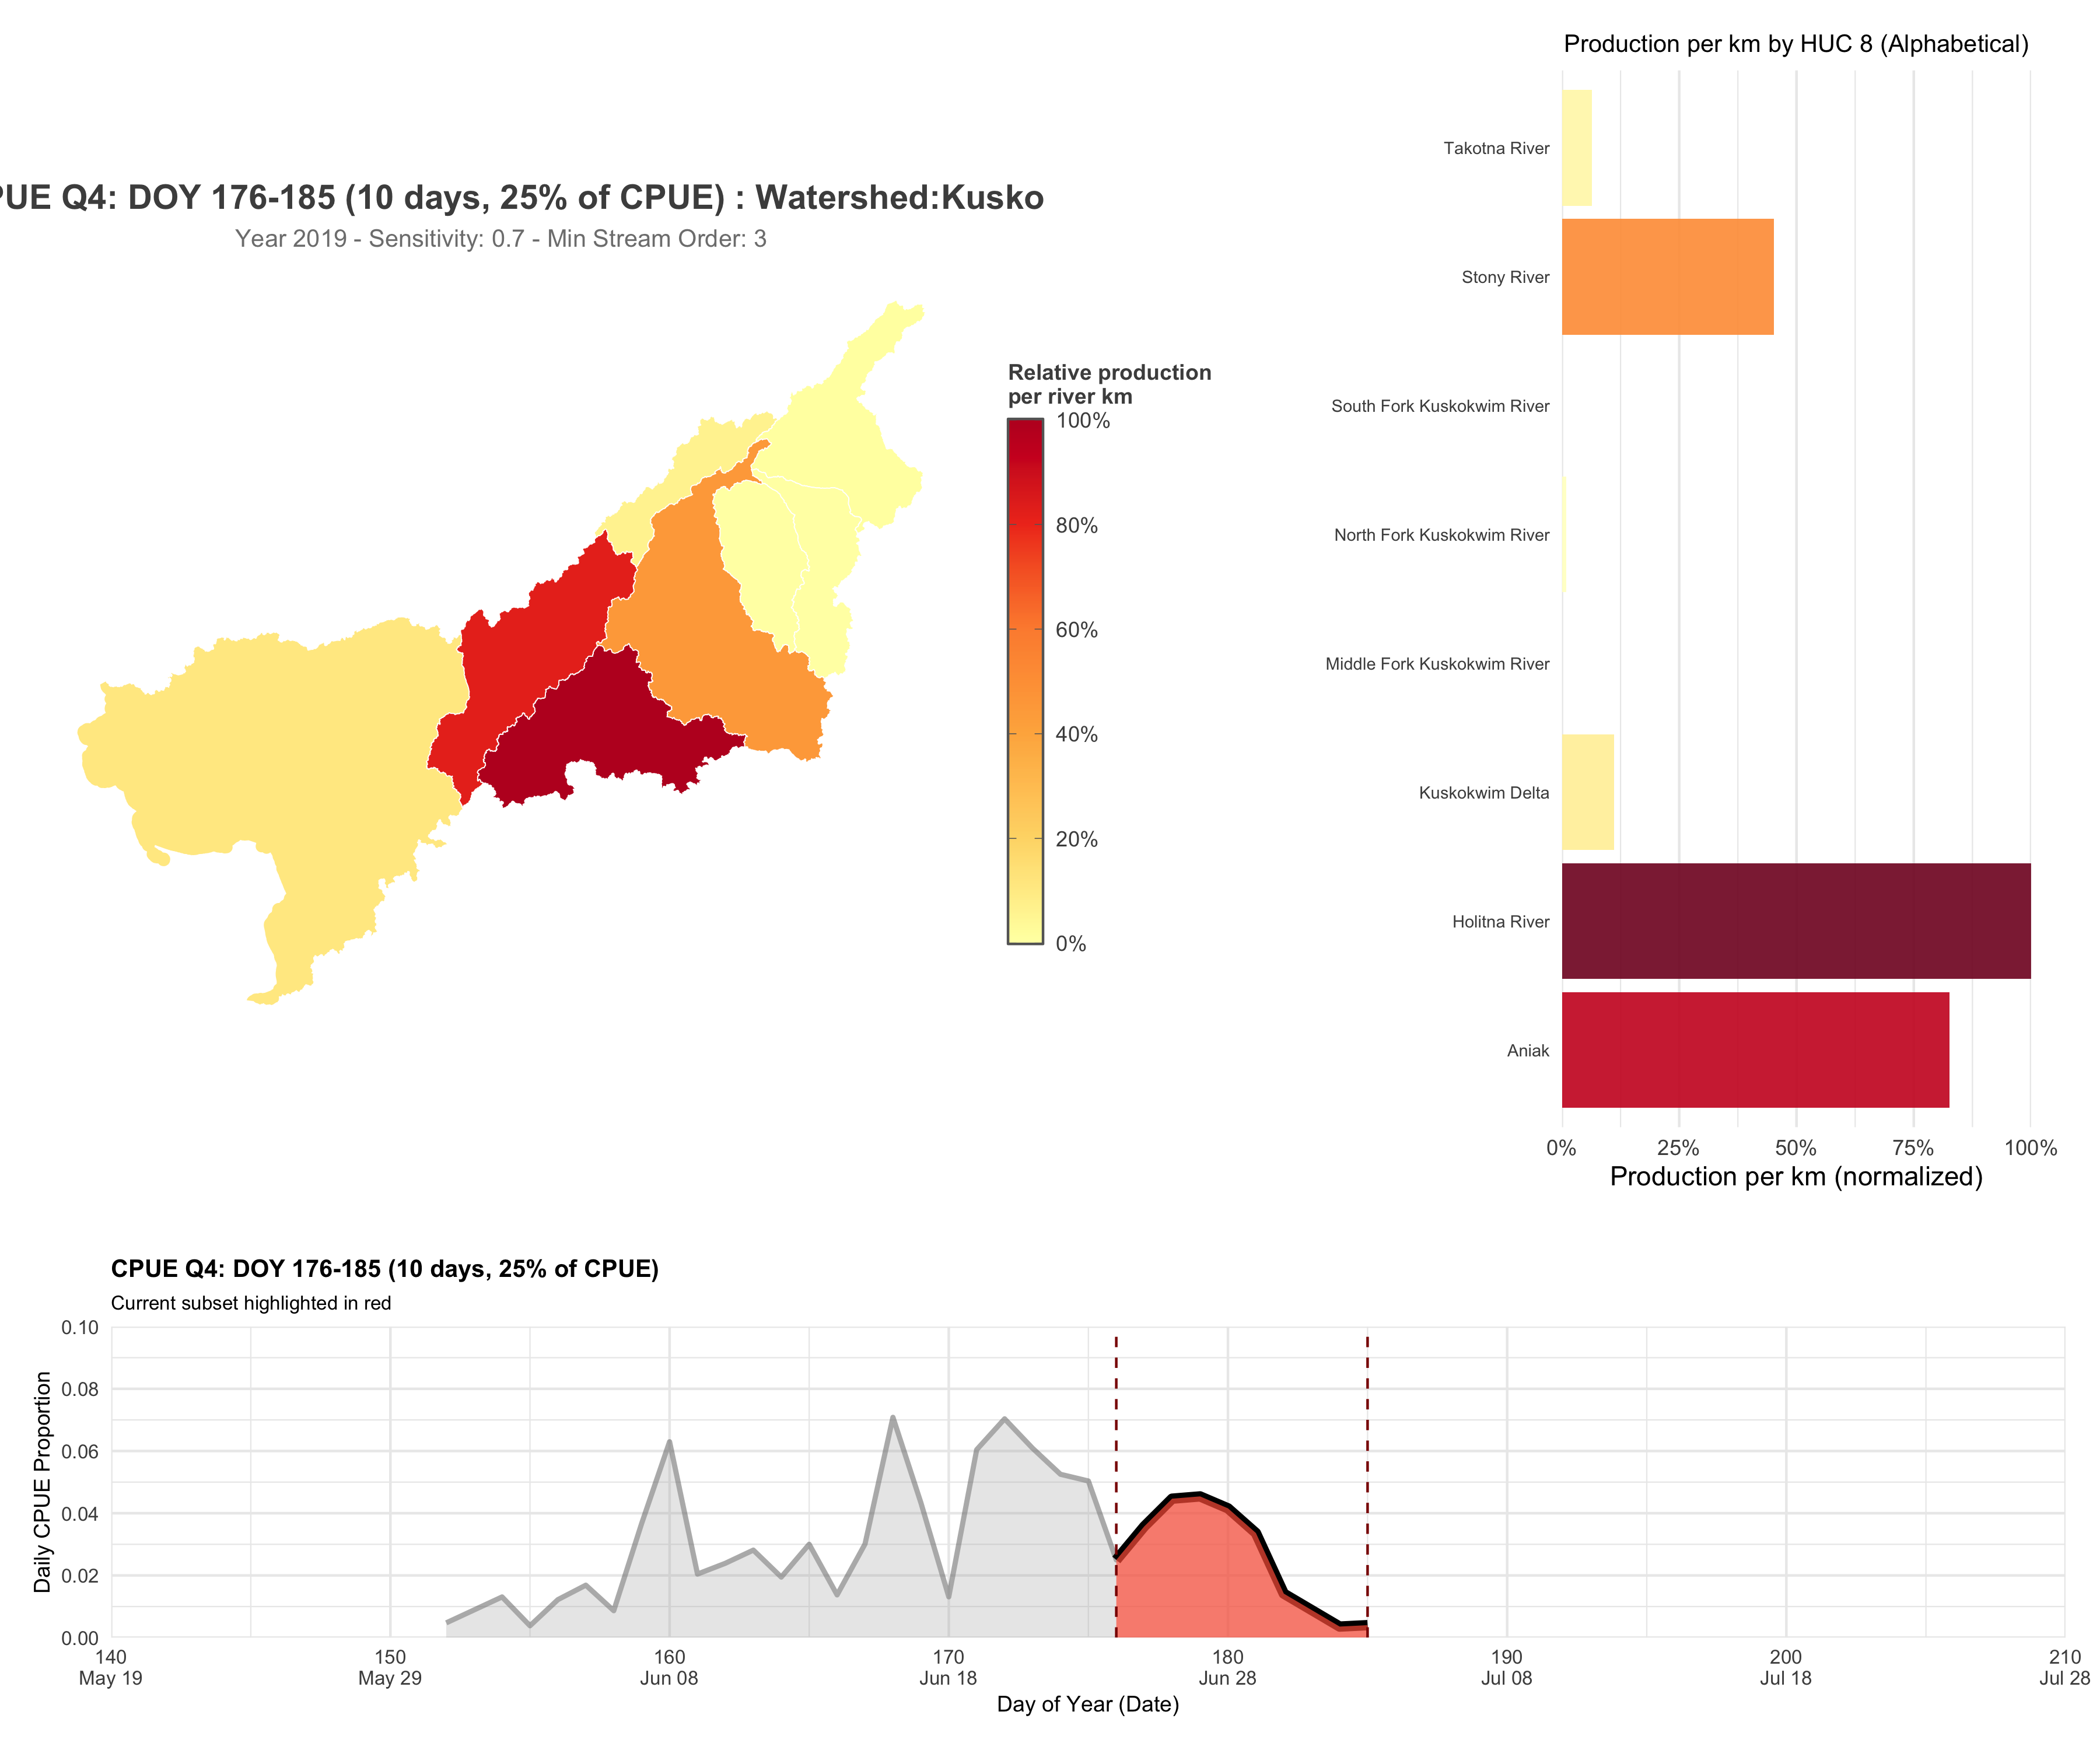 Production per km by HUC 8 (Alphabetical)
Takotna River
Stony River
South Fork Kuskokwim River
North Fork Kuskokwim River
Middle Fork Kuskokwim River
Kuskokwim Delta
Holitna River
Aniak
0% 25% 50% 75% 100%
Production per km (normalized)
PUE Q4: DOY 176-185 (10 days, 25% of CPUE) : Watershed:Kusko
Year 2019 - Sensitivity: 0.7 - Min Stream Order: 3
Relative production
per river km
100%
80%
60%
40%
20%
0%
CPUE Q4: DOY 176-185 (10 days, 25% of CPUE)
Current subset highlighted in red
Daily CPUE Proportion
0.10
0.08
0.06
0.04
0.02
0.00
140 150 160 170 180 190 200 210
May 19 May 29 Jun 08 Jun 18 Jun 28 Jul 08 Jul 18 Jul 28
Day of Year (Date)